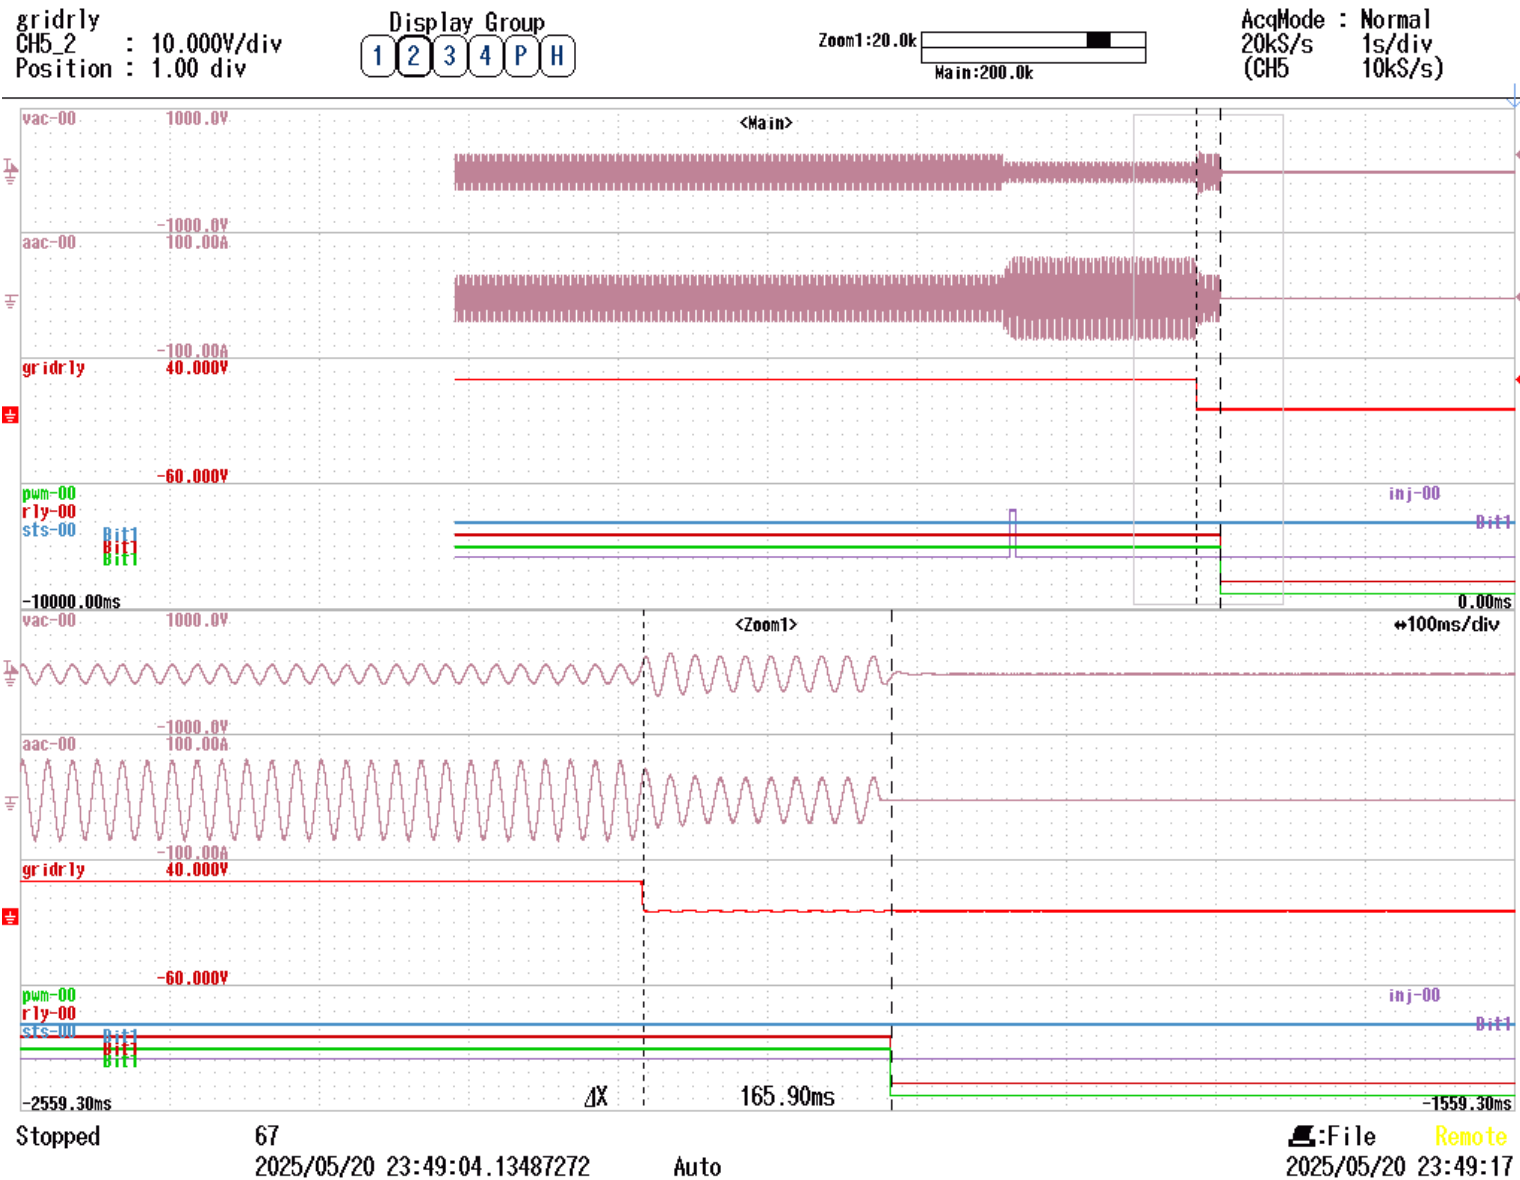 gridrly
CH5_2 : 10.000V/div
Position : 1.00 div
Display Group
1 2 3 4 P H
Zoom1:20.0k
Main:200.0k
AcqMode : Normal
20kS/s 1s/div
(CH5 10kS/s)
vac-00 1000.0V
<Main>
-1000.0V
aac-00 100.00A
-100.00A
gridrly 40.000V
-60.000V
pwm-00 inj-00
rly-00
sts-00 Bit1
Bit1
Bit1
Bit1
-10000.00ms 0.00ms
vac-00 1000.0V
<Zoom1>
↔100ms/div
-1000.0V
aac-00 100.00A
-100.00A
gridrly 40.000V
-60.000V
pwm-00 inj-00
rly-00
sts-00 Bit1
Bit1
Bit1
Bit1
ΔX 165.90ms
-2559.30ms -1559.30ms
Stopped 67
:File Remote
2025/05/20 23:49:04.13487272 Auto 2025/05/20 23:49:17